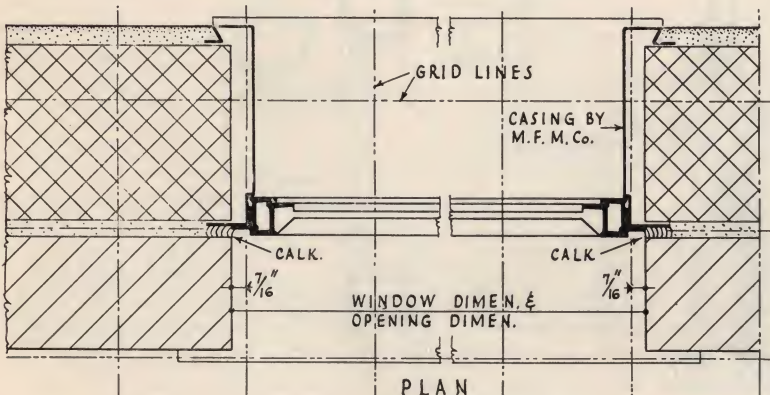 GRID LINES
CASING BY
M.F.M.Co.
CALK.
CALK
7/16"
7/16"
WINDOW DIMEN. &
OPENING DIMEN.
PLAN